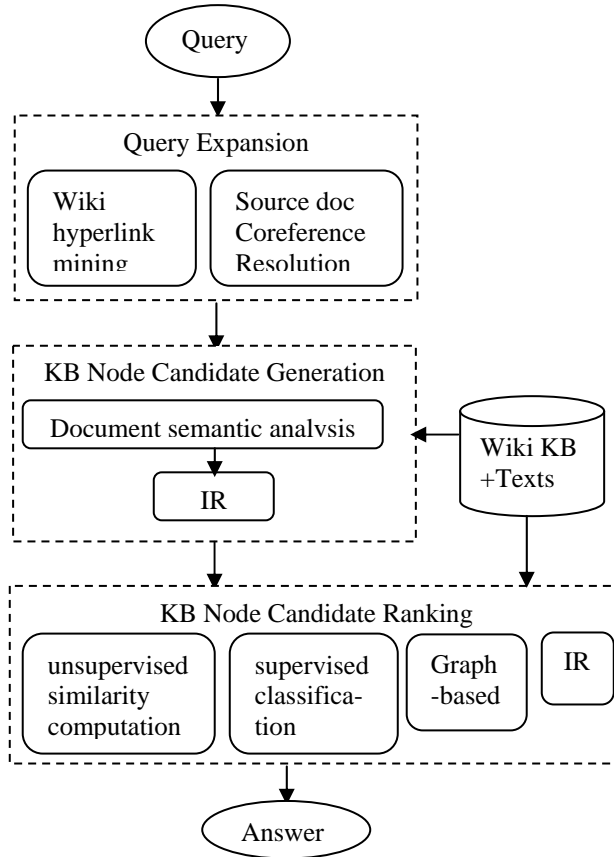 Query
Query Expansion
Wiki
hyperlink
mining
Source doc
Coreference
Resolution
KB Node Candidate Generation
Document semantic analysis
IR
Wiki KB
+Texts
KB Node Candidate Ranking
unsupervised
similarity
computation
supervised
classifica-
tion
Graph
-based
IR
Answer